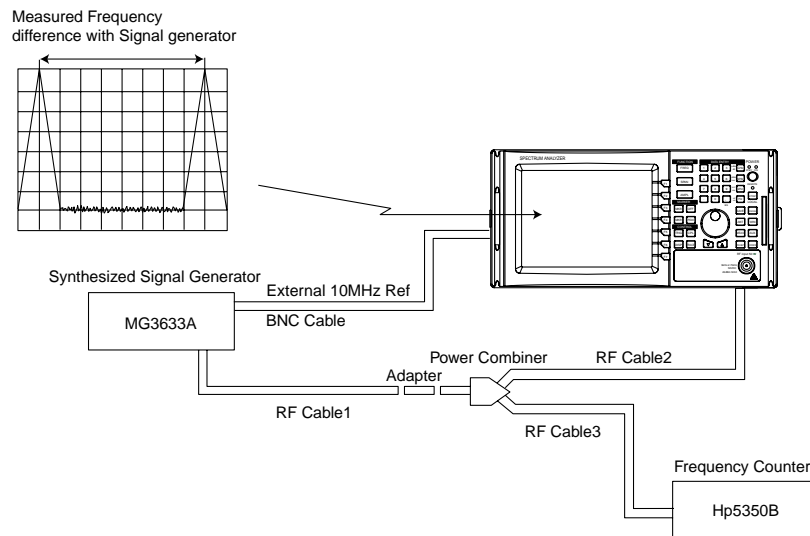 Measured Frequency
difference with Signal generator
SPECTRUM ANALYZER
POWER
Synthesized Signal Generator
MG3633A
External 10MHz Ref
BNC Cable
Power Combiner
RF Cable2
Adapter
RF Cable1
RF Cable3
Frequency Counter
Hp5350B